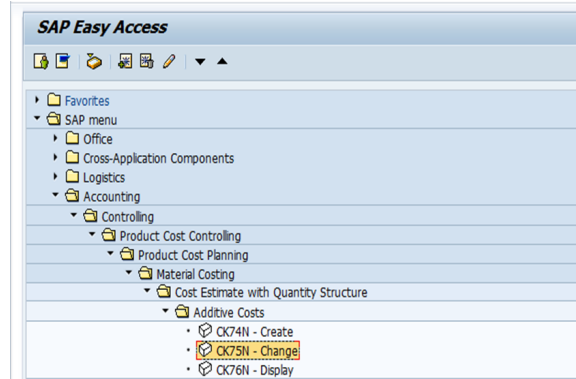 SAP Easy Access
Favorites
SAP menu
Office
Cross-Application Components
Logistics
Accounting
Controlling
Product Cost Controlling
Product Cost Planning
Material Costing
Cost Estimate with Quantity Structure
Additive Costs
CK74N - Create
CK75N - Change
CK76N - Display